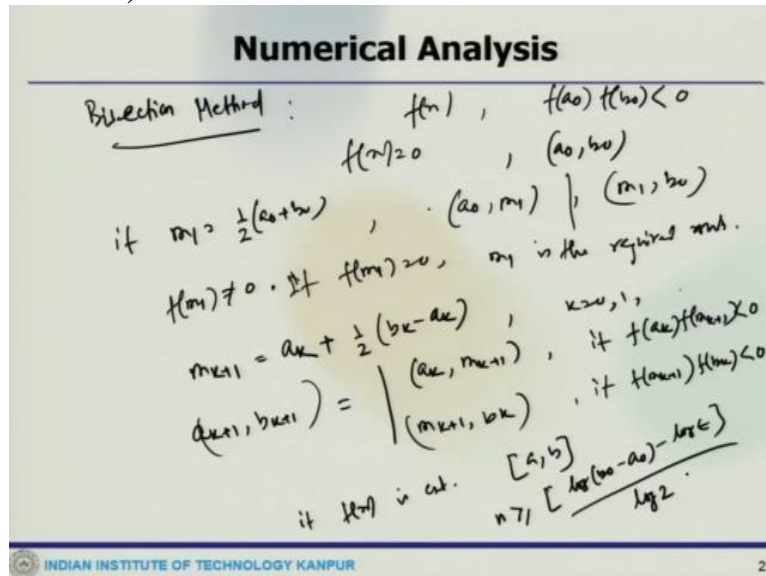 Numerical Analysis
Bisection Method : f(x) , f(a0) f(b0) < 0
f(x)=0 , (a0, b0)
if m1 = 1/2 (a0+b0) , (a0, m1) | , (m1, b0)
f(m1) ≠ 0 . If f(m1) = 0, m1 is the required root.
mk+1 = ak + 1/2 (bk - ak) , k=0, 1,
(ak+1, bk+1) = | (ak, mk+1) , if f(ak) f(mk+1) < 0
(mk+1, bk) , if f(mk+1) f(bk) < 0
if f(x) is cnt. [a, b]
n ≥ [ log(b0-a0) - log ε ] / log 2 .
INDIAN INSTITUTE OF TECHNOLOGY KANPUR 2